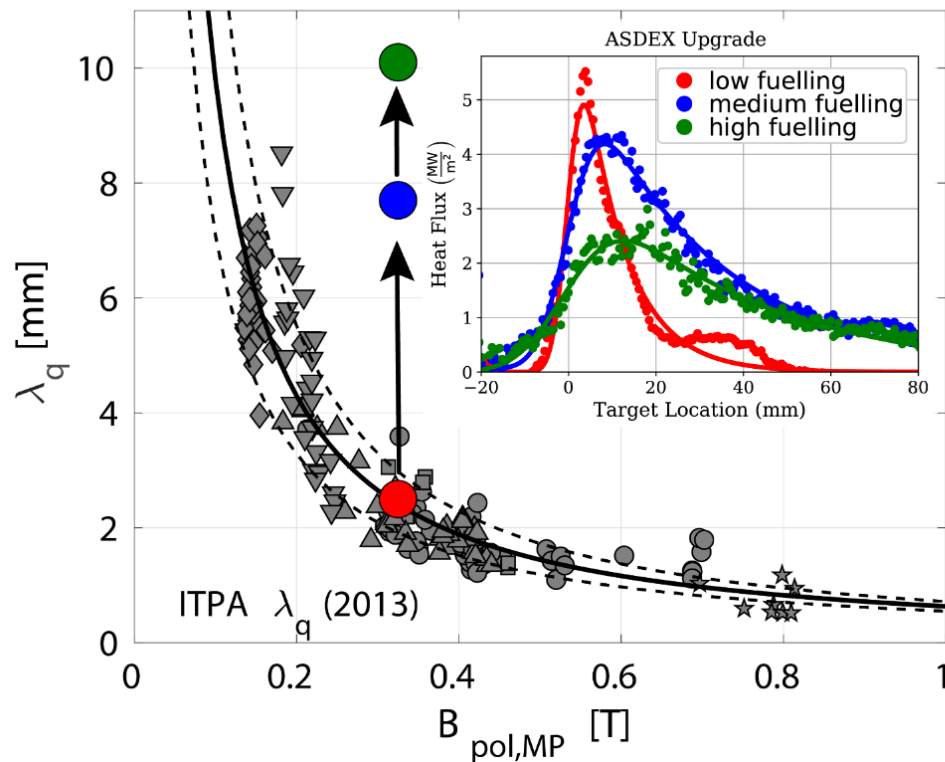 ASDEX Upgrade
low fuelling
medium fuelling
high fuelling
Heat Flux (MW/m²)
5
4
3
2
1
0
-20 0 20 40 60 80
Target Location (mm)
λq [mm]
10
8
6
4
2
0
ITPA λq (2013)
0 0.2 0.4 0.6 0.8 1
B pol,MP [T]